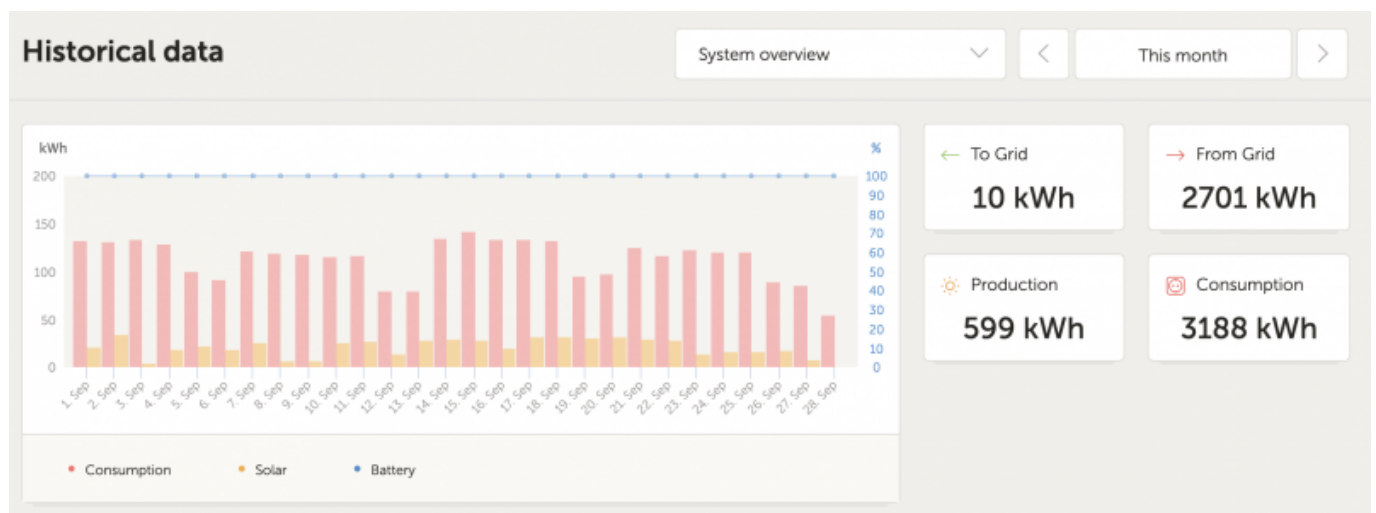 Historical data
System overview
This month
kWh
%
200
150
100
50
0
100
90
80
70
60
50
40
30
20
10
0
1. Sep
2. Sep
3. Sep
4. Sep
5. Sep
6. Sep
7. Sep
8. Sep
9. Sep
10. Sep
11. Sep
12. Sep
13. Sep
14. Sep
15. Sep
16. Sep
17. Sep
18. Sep
19. Sep
20. Sep
21. Sep
22. Sep
23. Sep
24. Sep
25. Sep
26. Sep
27. Sep
28. Sep
Consumption
Solar
Battery
To Grid
10 kWh
From Grid
2701 kWh
Production
599 kWh
Consumption
3188 kWh